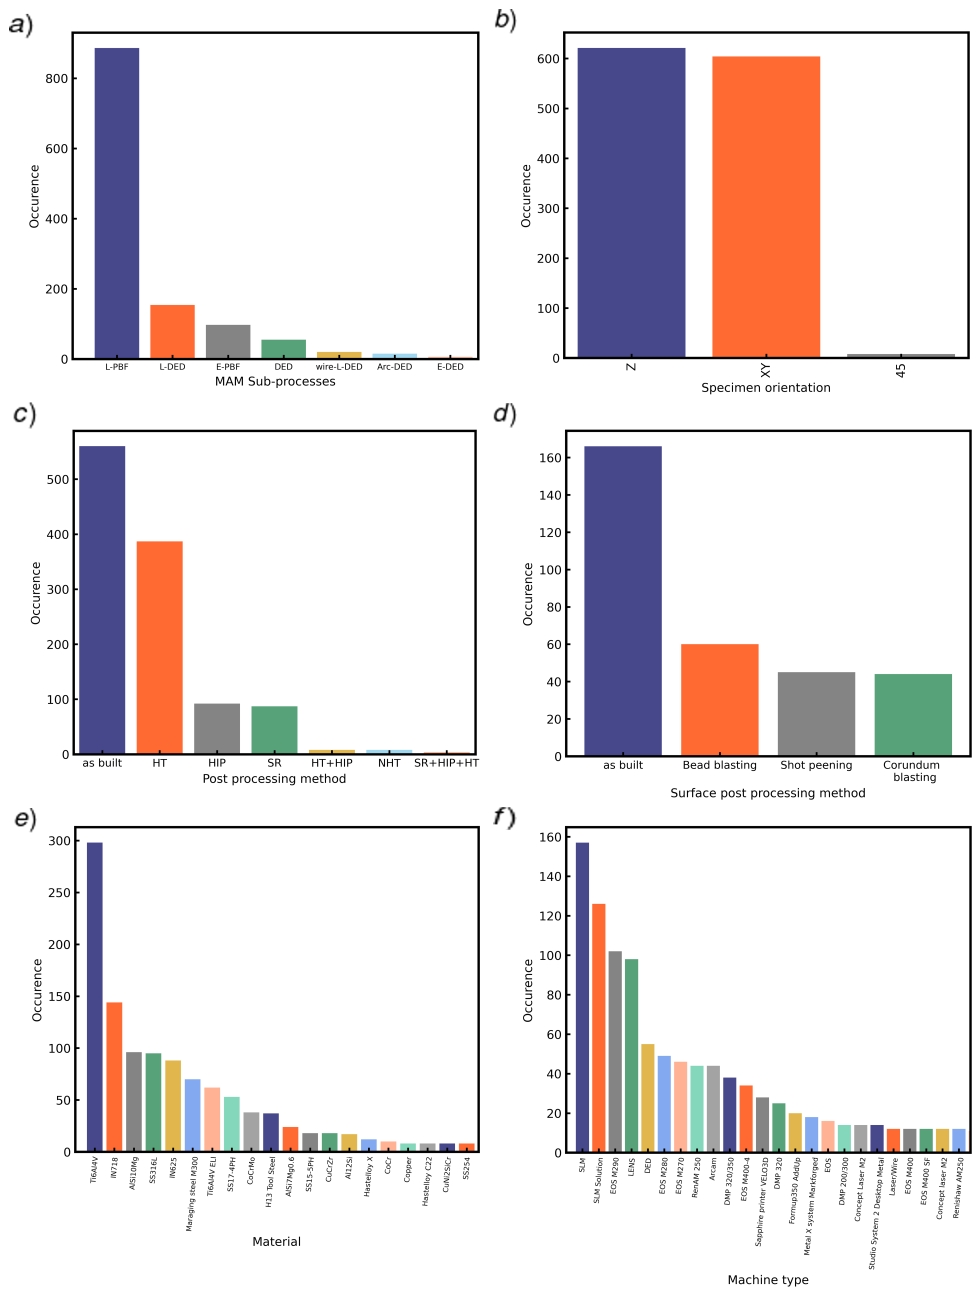 a)
Occurence
800
600
400
200
0
L-PBF L-DED E-PBF DED wire-L-DED Arc-DED E-DED
MAM Sub-processes
b)
Occurence
600
500
400
300
200
100
0
Z XY 45
Specimen orientation
c)
Occurence
500
400
300
200
100
0
as built HT HIP SR HT+HIP NHT SR+HIP+HT
Post processing method
d)
Occurence
160
140
120
100
80
60
40
20
0
as built Bead blasting Shot peening Corundum
blasting
Surface post processing method
e)
Occurence
300
250
200
150
100
50
0
Ti6Al4V
IN718
AlSi10Mg
SS316L
IN625
Maraging steel M300
Ti6Al4V ELI
SS17-4PH
CoCrMo
H13 Tool Steel
AlSi7Mg0.6
SS15-5PH
CuCrZr
Al12Si
Hastelloy X
CoCr
Copper
Hastelloy C22
CuNi2SiCr
SS254
Material
f)
Occurence
160
140
120
100
80
60
40
20
0
SLM
SLM Solution
EOS M290
LENS
DED
EOS M280
EOS M270
RenAM 250
Arcam
DMP 320/350
EOS M400-4
Sapphire printer VELO3D
DMP 320
Formup350 AddUp
Metal X system Markforged
EOS
DMP 200/300
Concept Laser M2
Studio System 2 Desktop Metal
Laser/Wire
EOS M400
EOS M400 SF
Concept laser M2
Renishaw AM250
Machine type